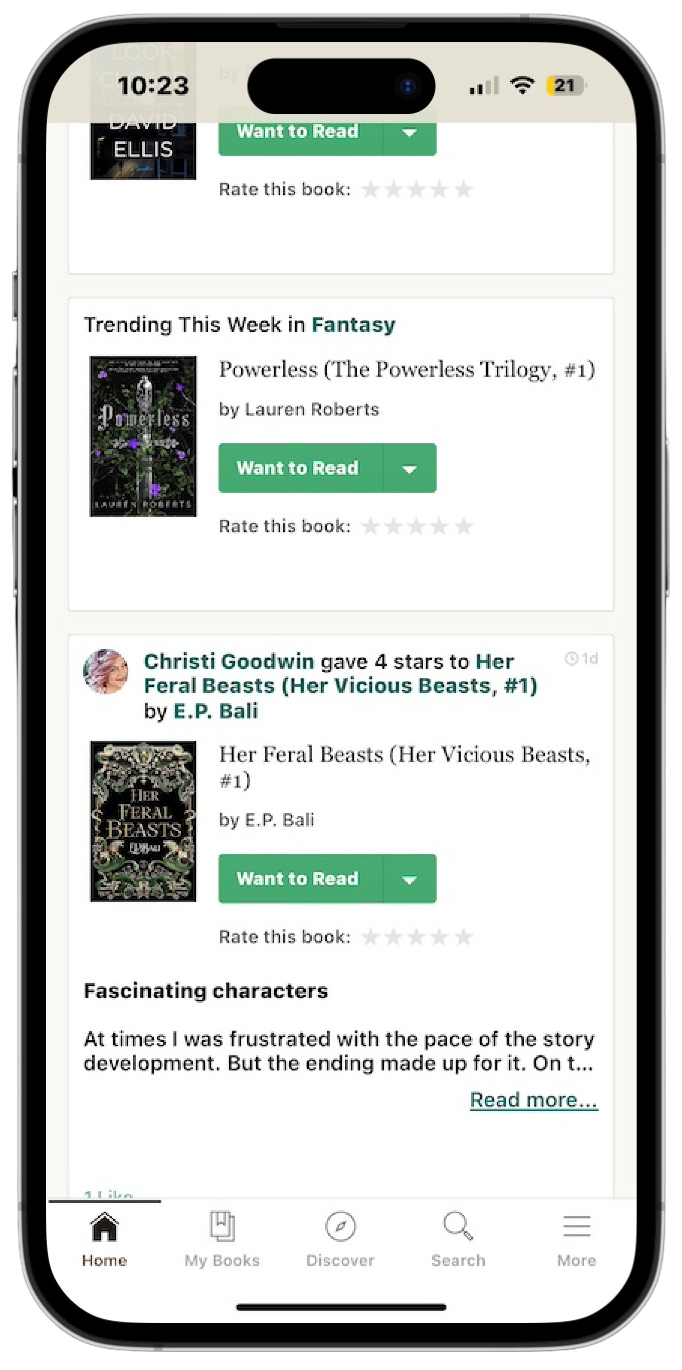 10:23
21
LOOK
by
DAVID
ELLIS
Want to Read
Rate this book:
Trending This Week in Fantasy
Powerless
LAUREN ROBERTS
Powerless (The Powerless Trilogy, #1)
by Lauren Roberts
Want to Read
Rate this book:
Christi Goodwin gave 4 stars to Her
Feral Beasts (Her Vicious Beasts, #1)
by E.P. Bali
1d
HER
FERAL
BEASTS
E.P. BALI
Her Feral Beasts (Her Vicious Beasts,
#1)
by E.P. Bali
Want to Read
Rate this book:
Fascinating characters
At times I was frustrated with the pace of the story
development. But the ending made up for it. On t...
Read more...
1 Like
Home
My Books
Discover
Search
More